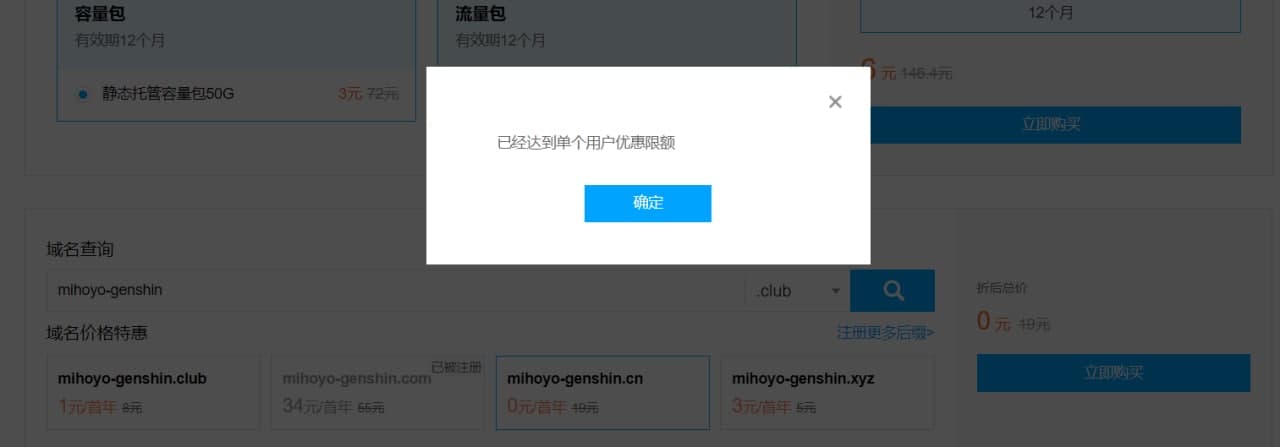 容量包
有效期12个月
静态托管容量包50G 3元 72元
流量包
有效期12个月
12个月
6 元 146.4元
立即购买
已经达到单个用户优惠限额
确定
域名查询
mihoyo-genshin .club
域名价格特惠 注册更多后缀>
mihoyo-genshin.club
1元/首年 8元
已被注册
mihoyo-genshin.com
34元/首年 55元
mihoyo-genshin.cn
0元/首年 19元
mihoyo-genshin.xyz
3元/首年 5元
折后总价
0 元 19元
立即购买